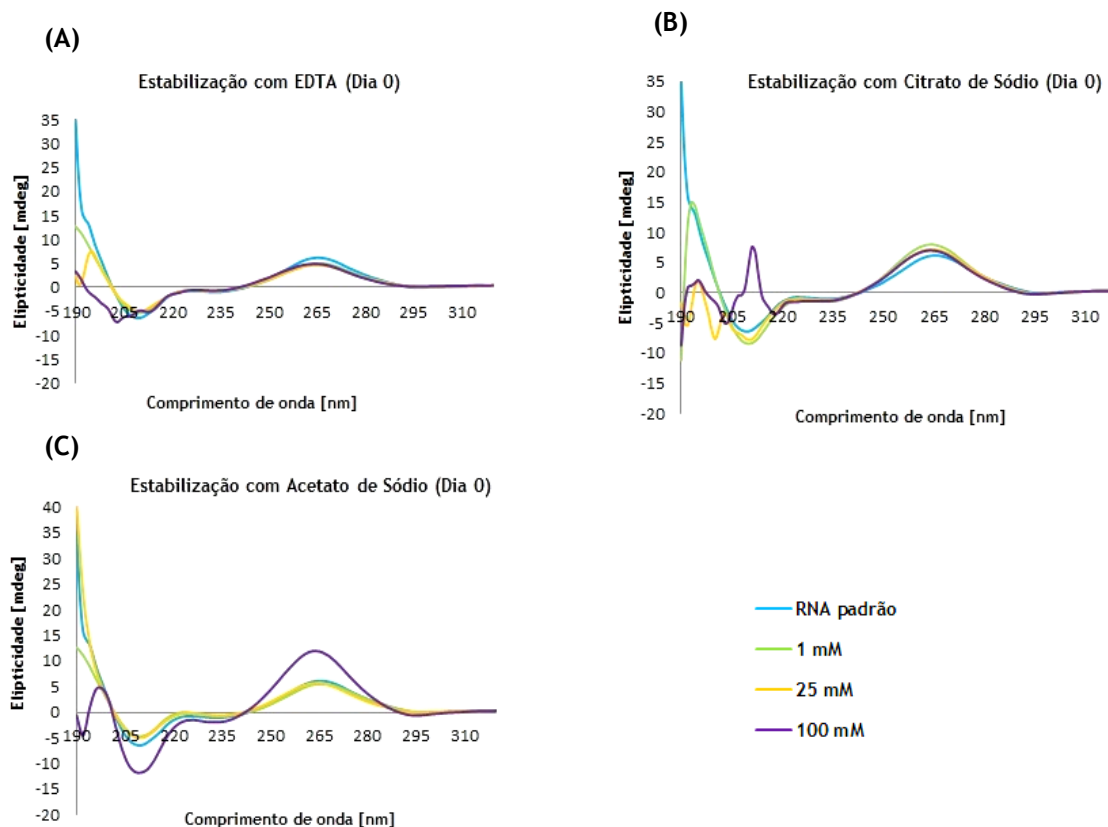 (A)
Estabilização com EDTA (Dia 0)
Elipticidade [mdeg]
35
30
25
20
15
10
5
0
-5
-10
-15
-20
190 205 220 235 250 265 280 295 310
Comprimento de onda [nm]
(B)
Estabilização com Citrato de Sódio (Dia 0)
Elipticidade [mdeg]
35
30
25
20
15
10
5
0
-5
-10
-15
-20
190 205 220 235 250 265 280 295 310
Comprimento de onda [nm]
(C)
Estabilização com Acetato de Sódio (Dia 0)
Elipticidade [mdeg]
40
35
30
25
20
15
10
5
0
-5
-10
-15
-20
190 205 220 235 250 265 280 295 310
Comprimento de onda [nm]
RNA padrão
1 mM
25 mM
100 mM